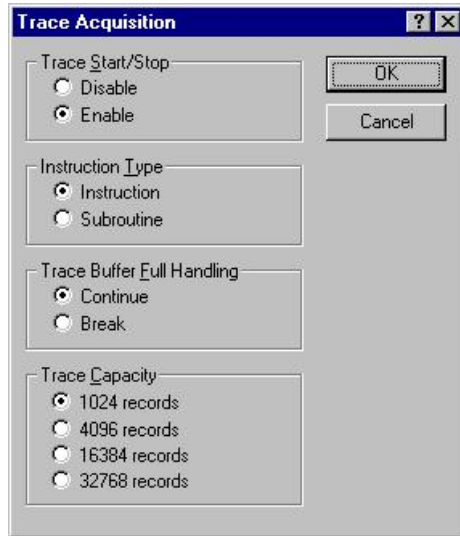 Trace Acquisition
Trace Start/Stop
Disable
Enable
OK
Cancel
Instruction Type
Instruction
Subroutine
Trace Buffer Full Handling
Continue
Break
Trace Capacity
1024 records
4096 records
16384 records
32768 records